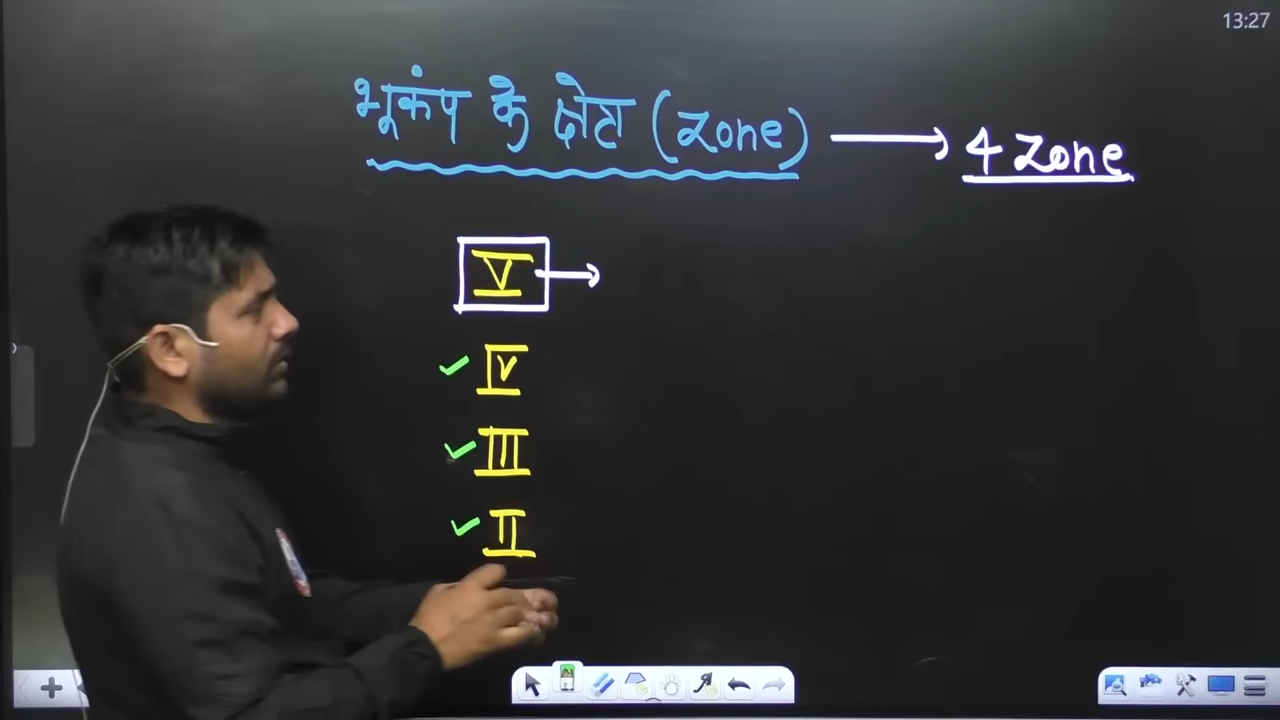 13:27
भूकंप के क्षेत्र (Zone) → 4 Zone
V →
✓ IV
✓ III
✓ II